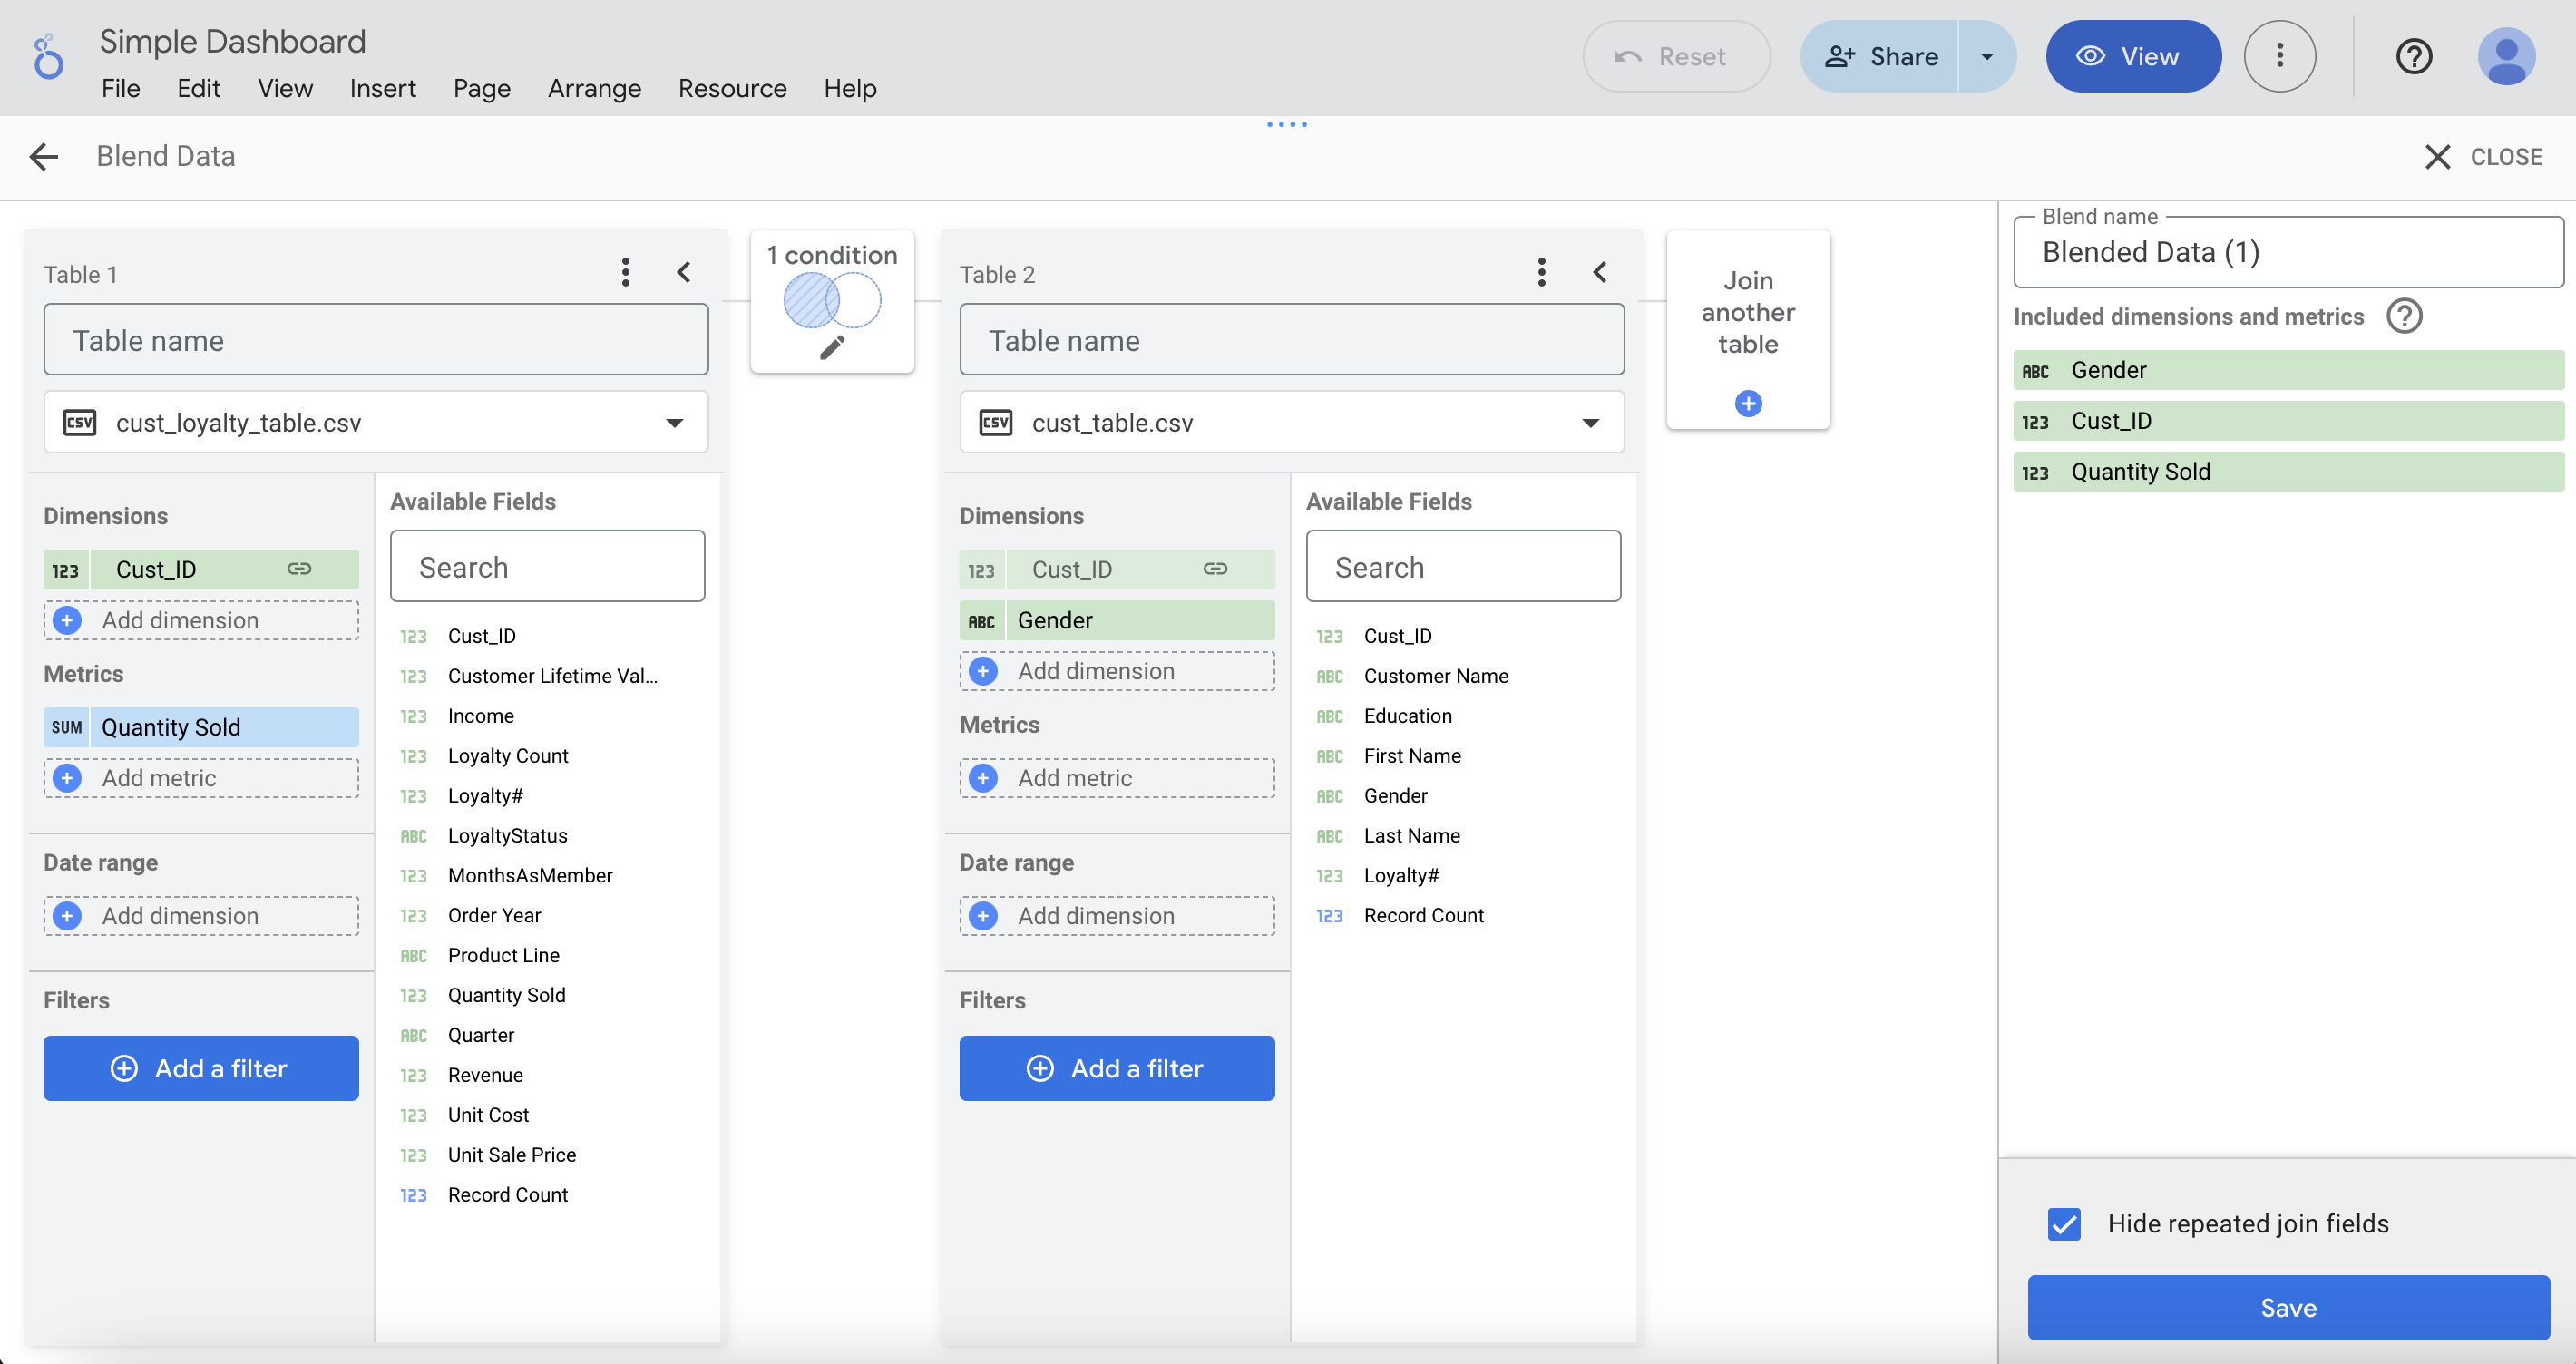 Simple Dashboard
File Edit View Insert Page Arrange Resource Help
Reset
Share
View
Blend Data
CLOSE
Table 1
Table name
CSV cust_loyalty_table.csv
Dimensions
123 Cust_ID
Add dimension
Metrics
SUM Quantity Sold
Add metric
Date range
Add dimension
Filters
Add a filter
Available Fields
Search
123 Cust_ID
123 Customer Lifetime Val...
123 Income
123 Loyalty Count
123 Loyalty#
ABC LoyaltyStatus
123 MonthsAsMember
123 Order Year
ABC Product Line
123 Quantity Sold
ABC Quarter
123 Revenue
123 Unit Cost
123 Unit Sale Price
123 Record Count
1 condition
Table 2
Table name
CSV cust_table.csv
Dimensions
123 Cust_ID
ABC Gender
Add dimension
Metrics
Add metric
Date range
Add dimension
Filters
Add a filter
Available Fields
Search
123 Cust_ID
ABC Customer Name
ABC Education
ABC First Name
ABC Gender
ABC Last Name
123 Loyalty#
123 Record Count
Join
another
table
Blend name
Blended Data (1)
Included dimensions and metrics
ABC Gender
123 Cust_ID
123 Quantity Sold
Hide repeated join fields
Save